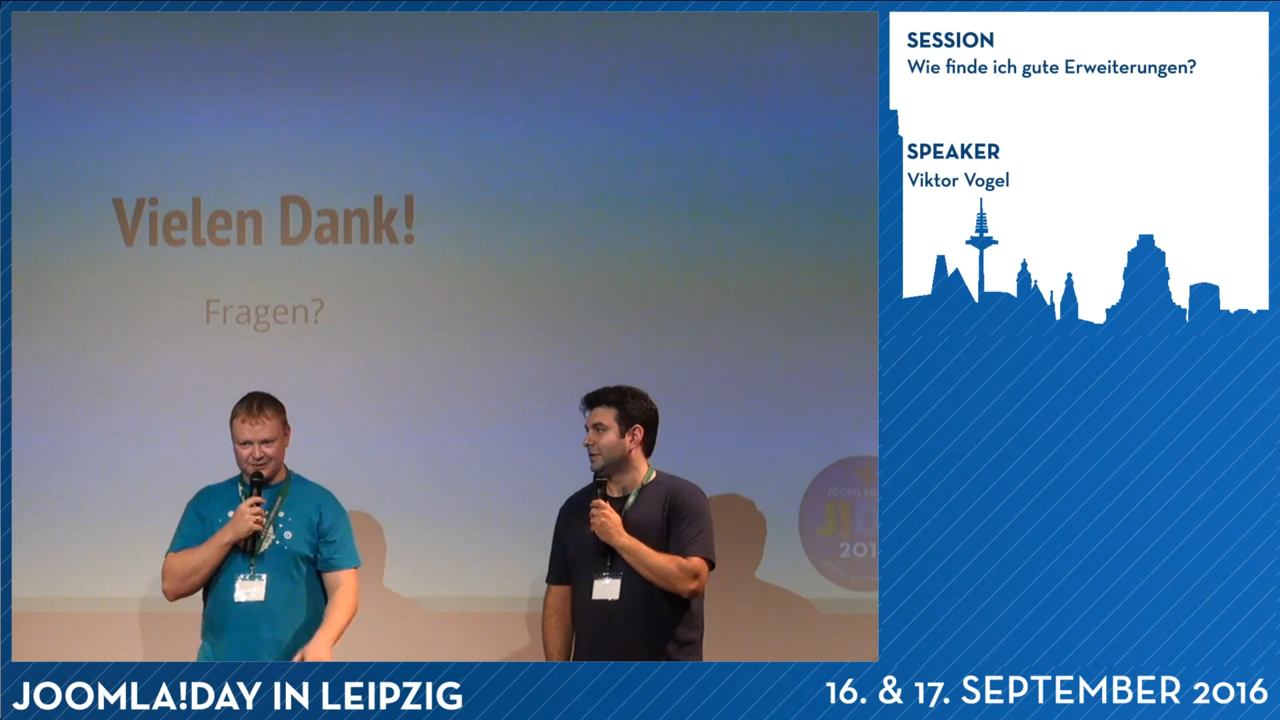 SESSION
Wie finde ich gute Erweiterungen?
SPEAKER
Viktor Vogel
Vielen Dank!
Fragen?
JOOMLA!DAY IN LEIPZIG
16. & 17. SEPTEMBER 2016